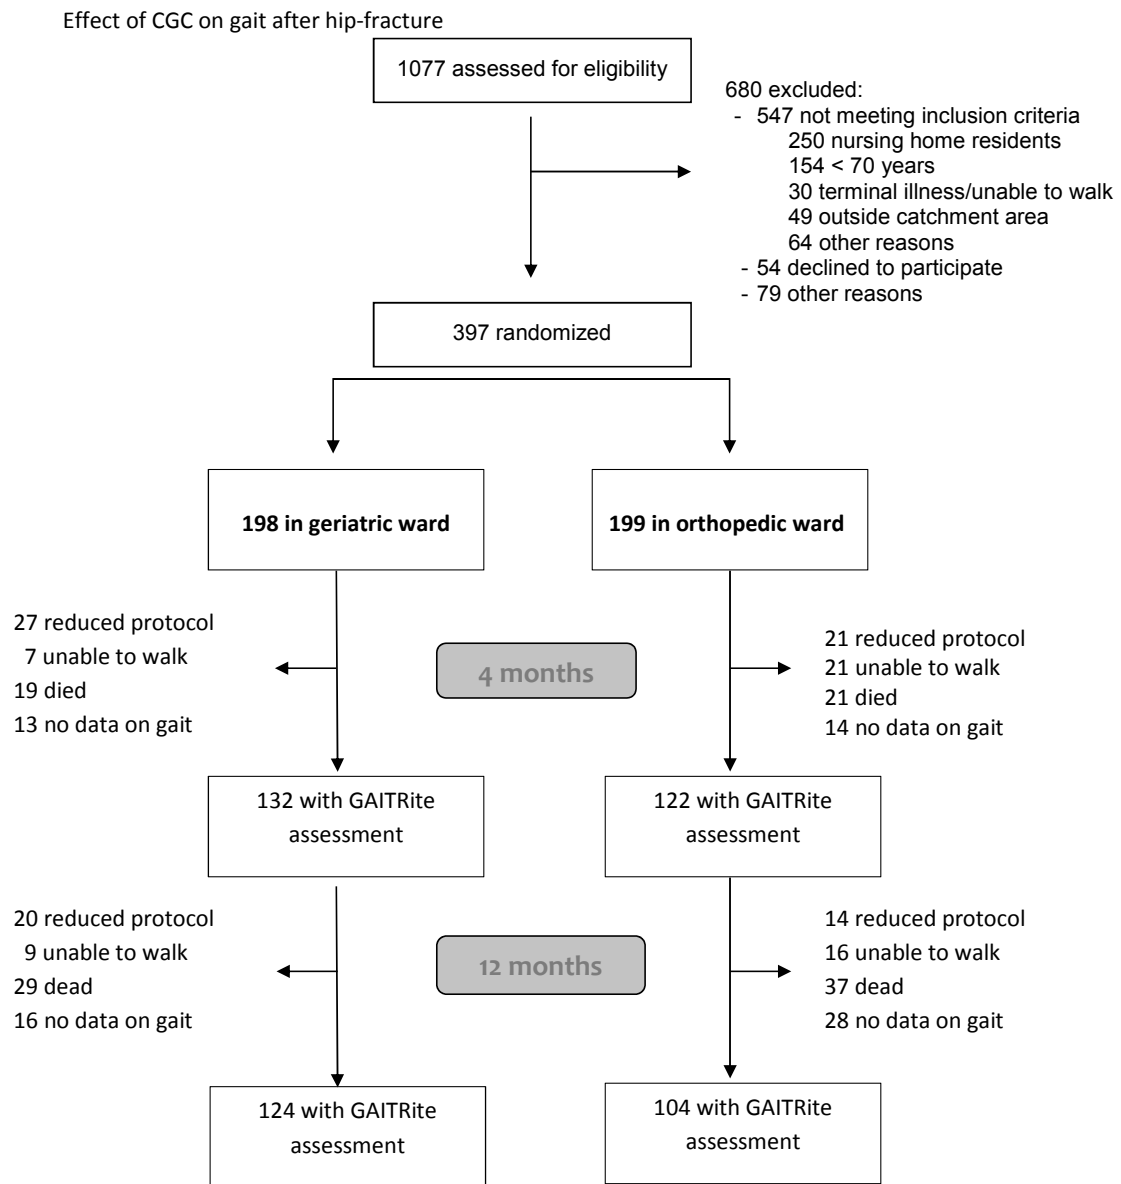 Effect of CGC on gait after hip-fracture
1077 assessed for eligibility
680 excluded:
- 547 not meeting inclusion criteria
250 nursing home residents
154 < 70 years
30 terminal illness/unable to walk
49 outside catchment area
64 other reasons
- 54 declined to participate
- 79 other reasons
397 randomized
198 in geriatric ward
199 in orthopedic ward
27 reduced protocol
7 unable to walk
19 died
13 no data on gait
4 months
21 reduced protocol
21 unable to walk
21 died
14 no data on gait
132 with GAITRite
assessment
122 with GAITRite
assessment
20 reduced protocol
9 unable to walk
29 dead
16 no data on gait
12 months
14 reduced protocol
16 unable to walk
37 dead
28 no data on gait
124 with GAITRite
assessment
104 with GAITRite
assessment